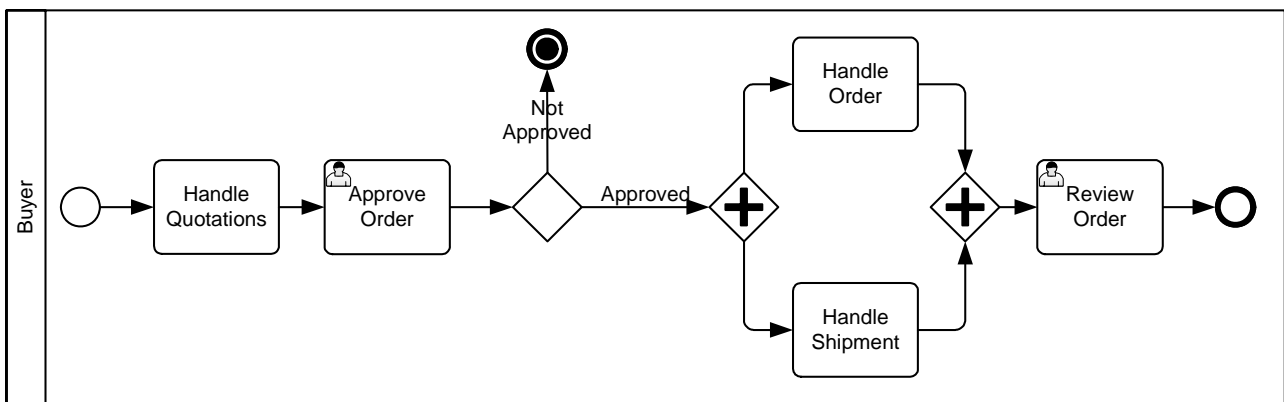 Buyer
Handle
Quotations
Approve
Order
Not
Approved
Approved
Handle
Order
Handle
Shipment
Review
Order